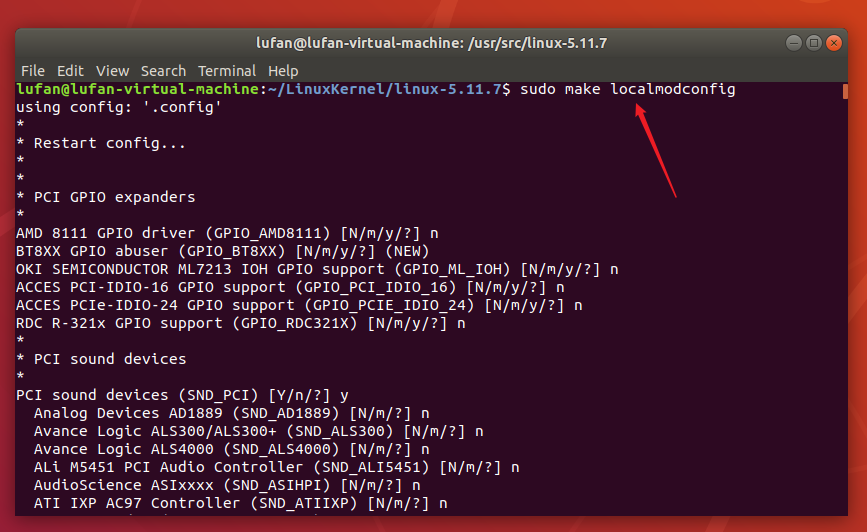 lufan@lufan-virtual-machine: /usr/src/linux-5.11.7
File Edit View Search Terminal Help
lufan@lufan-virtual-machine:~/LinuxKernel/linux-5.11.7$ sudo make localmodconfig
using config: '.config'
*
* Restart config...
*
*
* PCI GPIO expanders
*
AMD 8111 GPIO driver (GPIO_AMD8111) [N/m/y/?] n
BT8XX GPIO abuser (GPIO_BT8XX) [N/m/y/?] (NEW)
OKI SEMICONDUCTOR ML7213 IOH GPIO support (GPIO_ML_IOH) [N/m/y/?] n
ACCES PCI-IDIO-16 GPIO support (GPIO_PCI_IDIO_16) [N/m/y/?] n
ACCES PCIe-IDIO-24 GPIO support (GPIO_PCIE_IDIO_24) [N/m/y/?] n
RDC R-321x GPIO support (GPIO_RDC321X) [N/m/y/?] n
*
* PCI sound devices
*
PCI sound devices (SND_PCI) [Y/n/?] y
  Analog Devices AD1889 (SND_AD1889) [N/m/?] n
  Avance Logic ALS300/ALS300+ (SND_ALS300) [N/m/?] n
  Avance Logic ALS4000 (SND_ALS4000) [N/m/?] n
  ALi M5451 PCI Audio Controller (SND_ALI5451) [N/m/?] n
  AudioScience ASIxxxx (SND_ASIHPI) [N/m/?] n
  ATI IXP AC97 Controller (SND_ATIIXP) [N/m/?] n